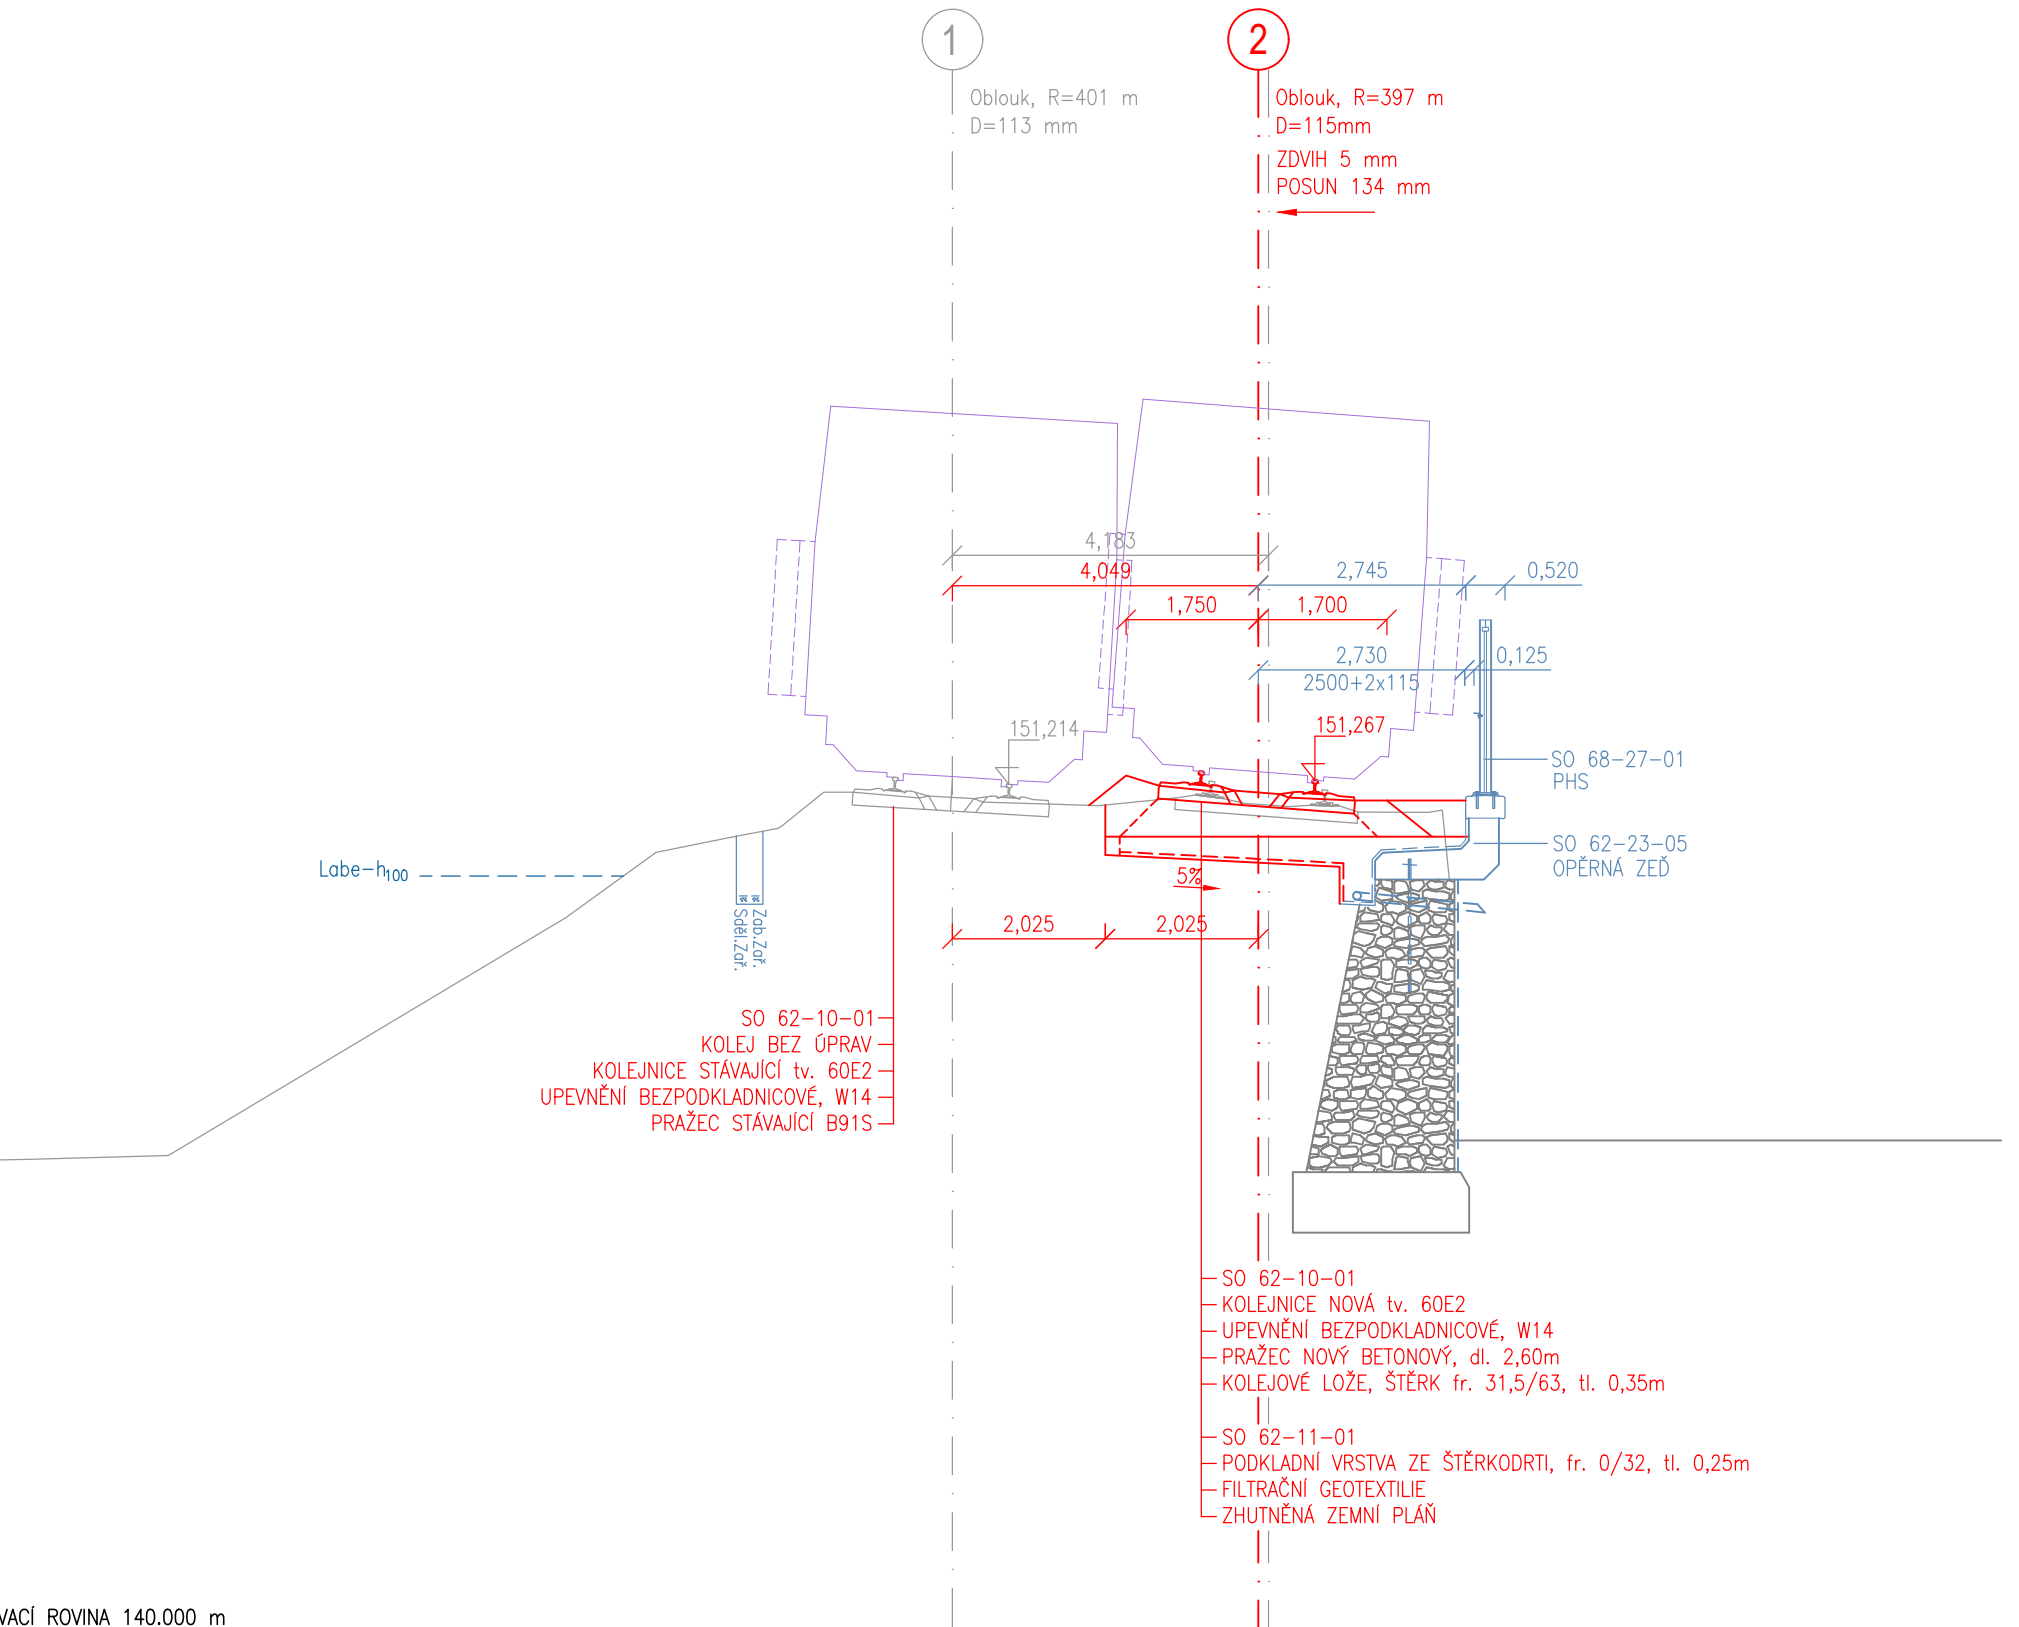 1
2
Oblouk, R=401 m
D=113 mm
Oblouk, R=397 m
D=115mm
ZDVIH 5 mm
POSUN 134 mm
4,183
4,049
2,745
0,520
1,750
1,700
2,730
0,125
2500+2x115
151,214
151,267
SO 68-27-01
PHS
SO 62-23-05
OPĚRNÁ ZEĎ
Labe-h100
5%
Sděl.Zař.
Zab.Zař.
2,025
2,025
SO 62-10-01
KOLEJ BEZ ÚPRAV
KOLEJNICE STÁVAJÍCÍ tv. 60E2
UPEVNĚNÍ BEZPODKLADNICOVÉ, W14
PRAŽEC STÁVAJÍCÍ B91S
SO 62-10-01
KOLEJNICE NOVÁ tv. 60E2
UPEVNĚNÍ BEZPODKLADNICOVÉ, W14
PRAŽEC NOVÝ BETONOVÝ, dl. 2,60m
KOLEJOVÉ LOŽE, ŠTĚRK fr. 31,5/63, tl. 0,35m
SO 62-11-01
PODKLADNÍ VRSTVA ZE ŠTĚRKODRTI, fr. 0/32, tl. 0,25m
FILTRAČNÍ GEOTEXTILIE
ZHUTNĚNÁ ZEMNÍ PLÁŇ
VACÍ ROVINA 140.000 m